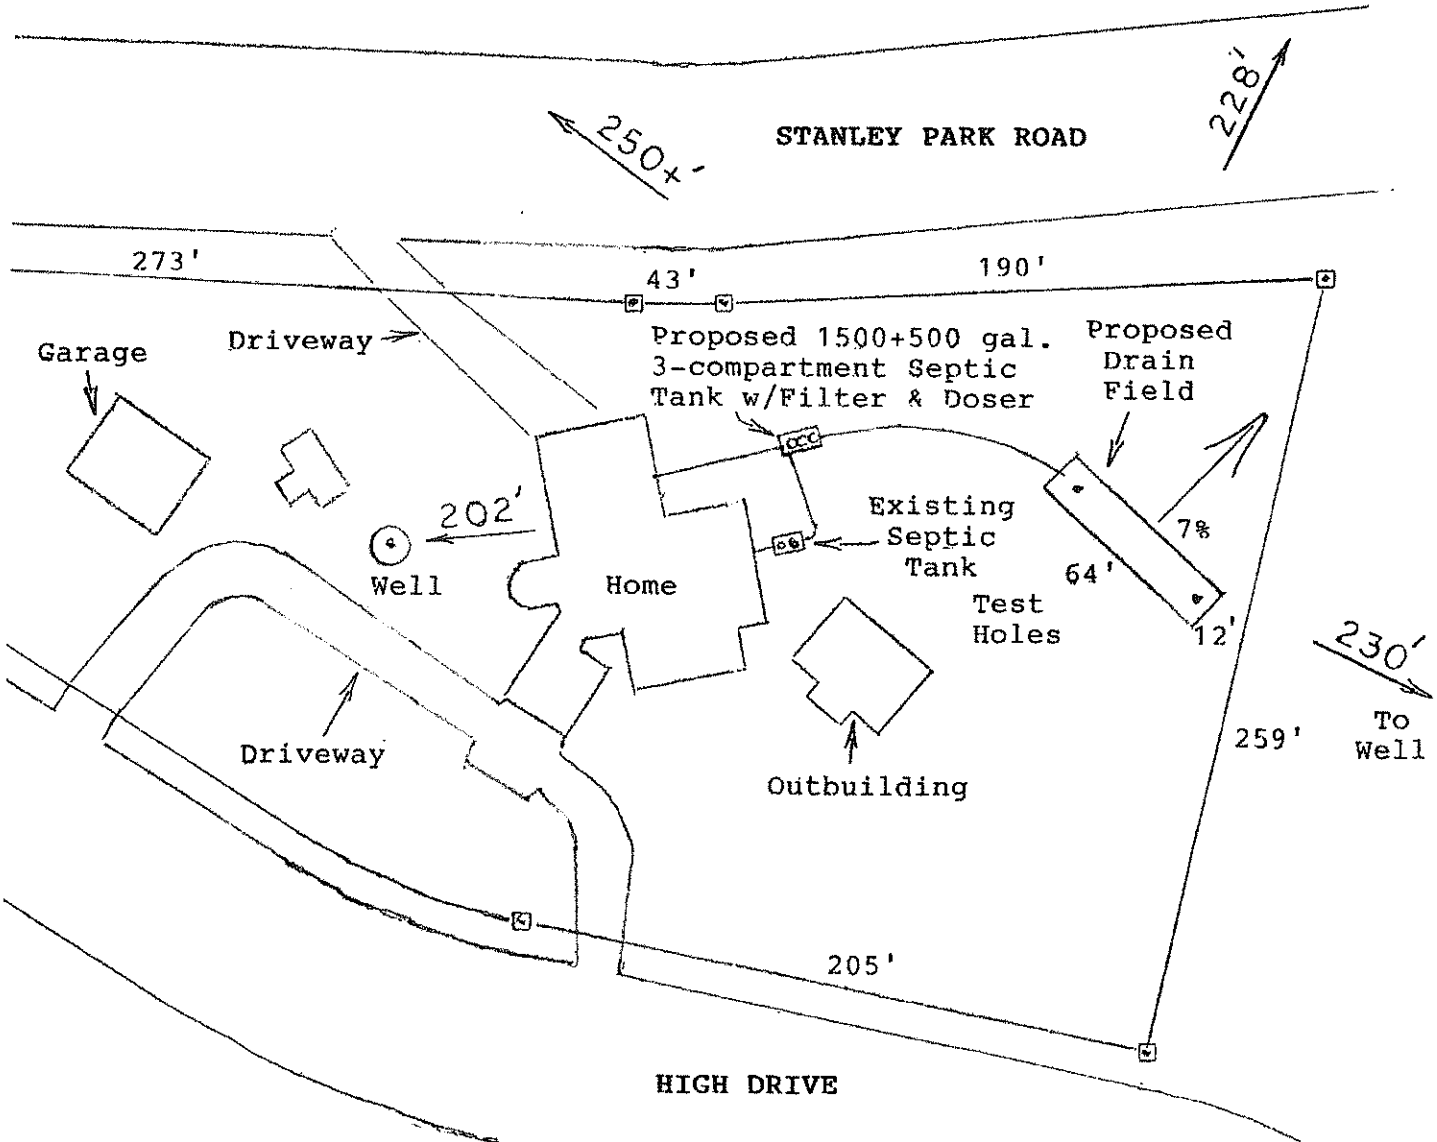 250+'
STANLEY PARK ROAD
228'
273'
43'
190'
Garage
Driveway
Proposed 1500+500 gal.
3-compartment Septic
Tank w/Filter & Doser
Proposed
Drain
Field
202'
Well
Home
Existing
Septic
Tank
7%
64'
Test
Holes
12'
230'
To
Well
259'
Driveway
Outbuilding
205'
HIGH DRIVE